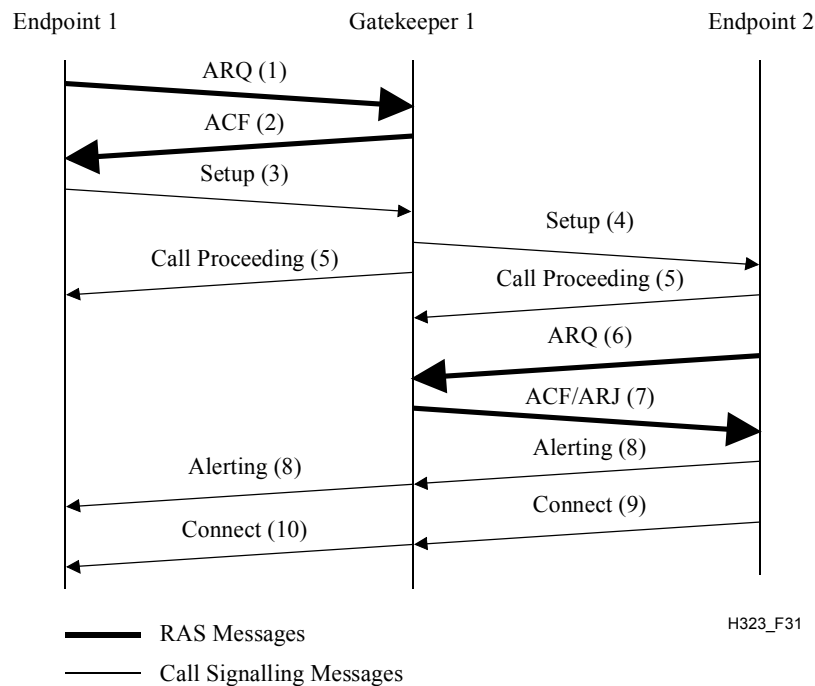 Endpoint 1 Gatekeeper 1 Endpoint 2
ARQ (1)
ACF (2)
Setup (3)
Setup (4)
Call Proceeding (5)
Call Proceeding (5)
ARQ (6)
ACF/ARJ (7)
Alerting (8)
Alerting (8)
Connect (9)
Connect (10)
H323_F31
RAS Messages
Call Signalling Messages